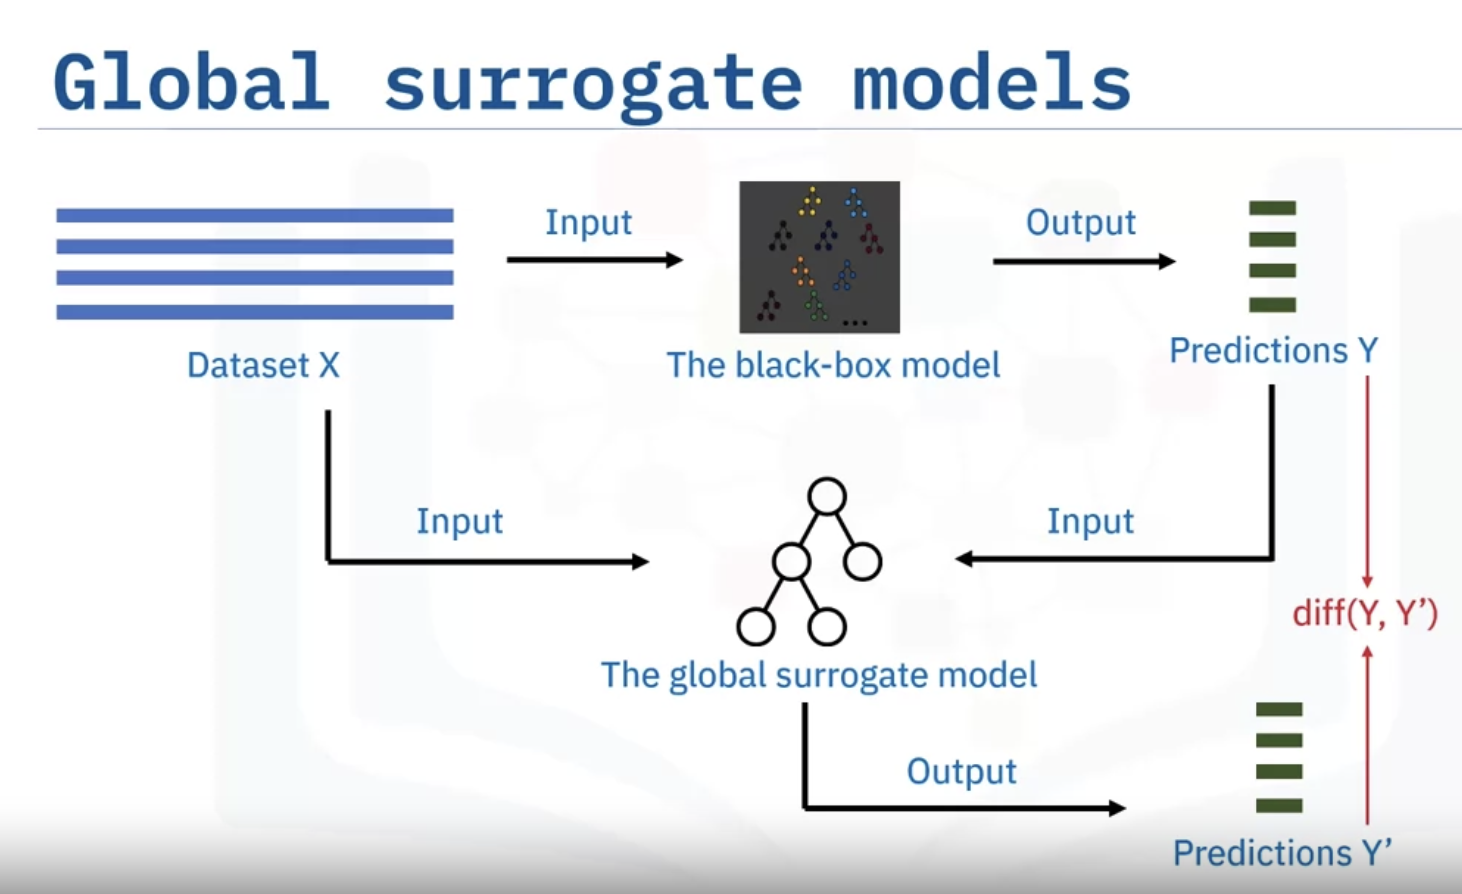 Global surrogate models
Input
Output
Dataset X
The black-box model
Predictions Y
Input
Input
diff(Y, Y’)
The global surrogate model
Output
Predictions Y’